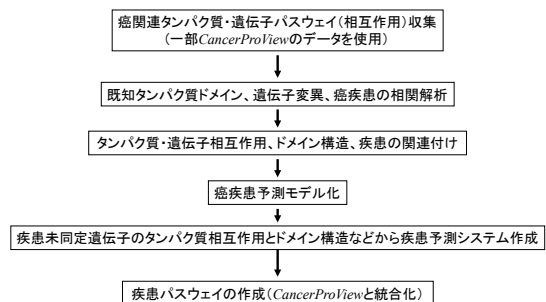 癌関連タンパク質・遺伝子パスウェイ(相互作用)収集
(一部CancerProViewのデータを使用)
既知タンパク質ドメイン、遺伝子変異、癌疾患の相関解析
タンパク質・遺伝子相互作用、ドメイン構造、疾患の関連付け
癌疾患予測モデル化
疾患未同定遺伝子のタンパク質相互作用とドメイン構造などから疾患予測システム作成
疾患パスウェイの作成(CancerProViewと統合化)